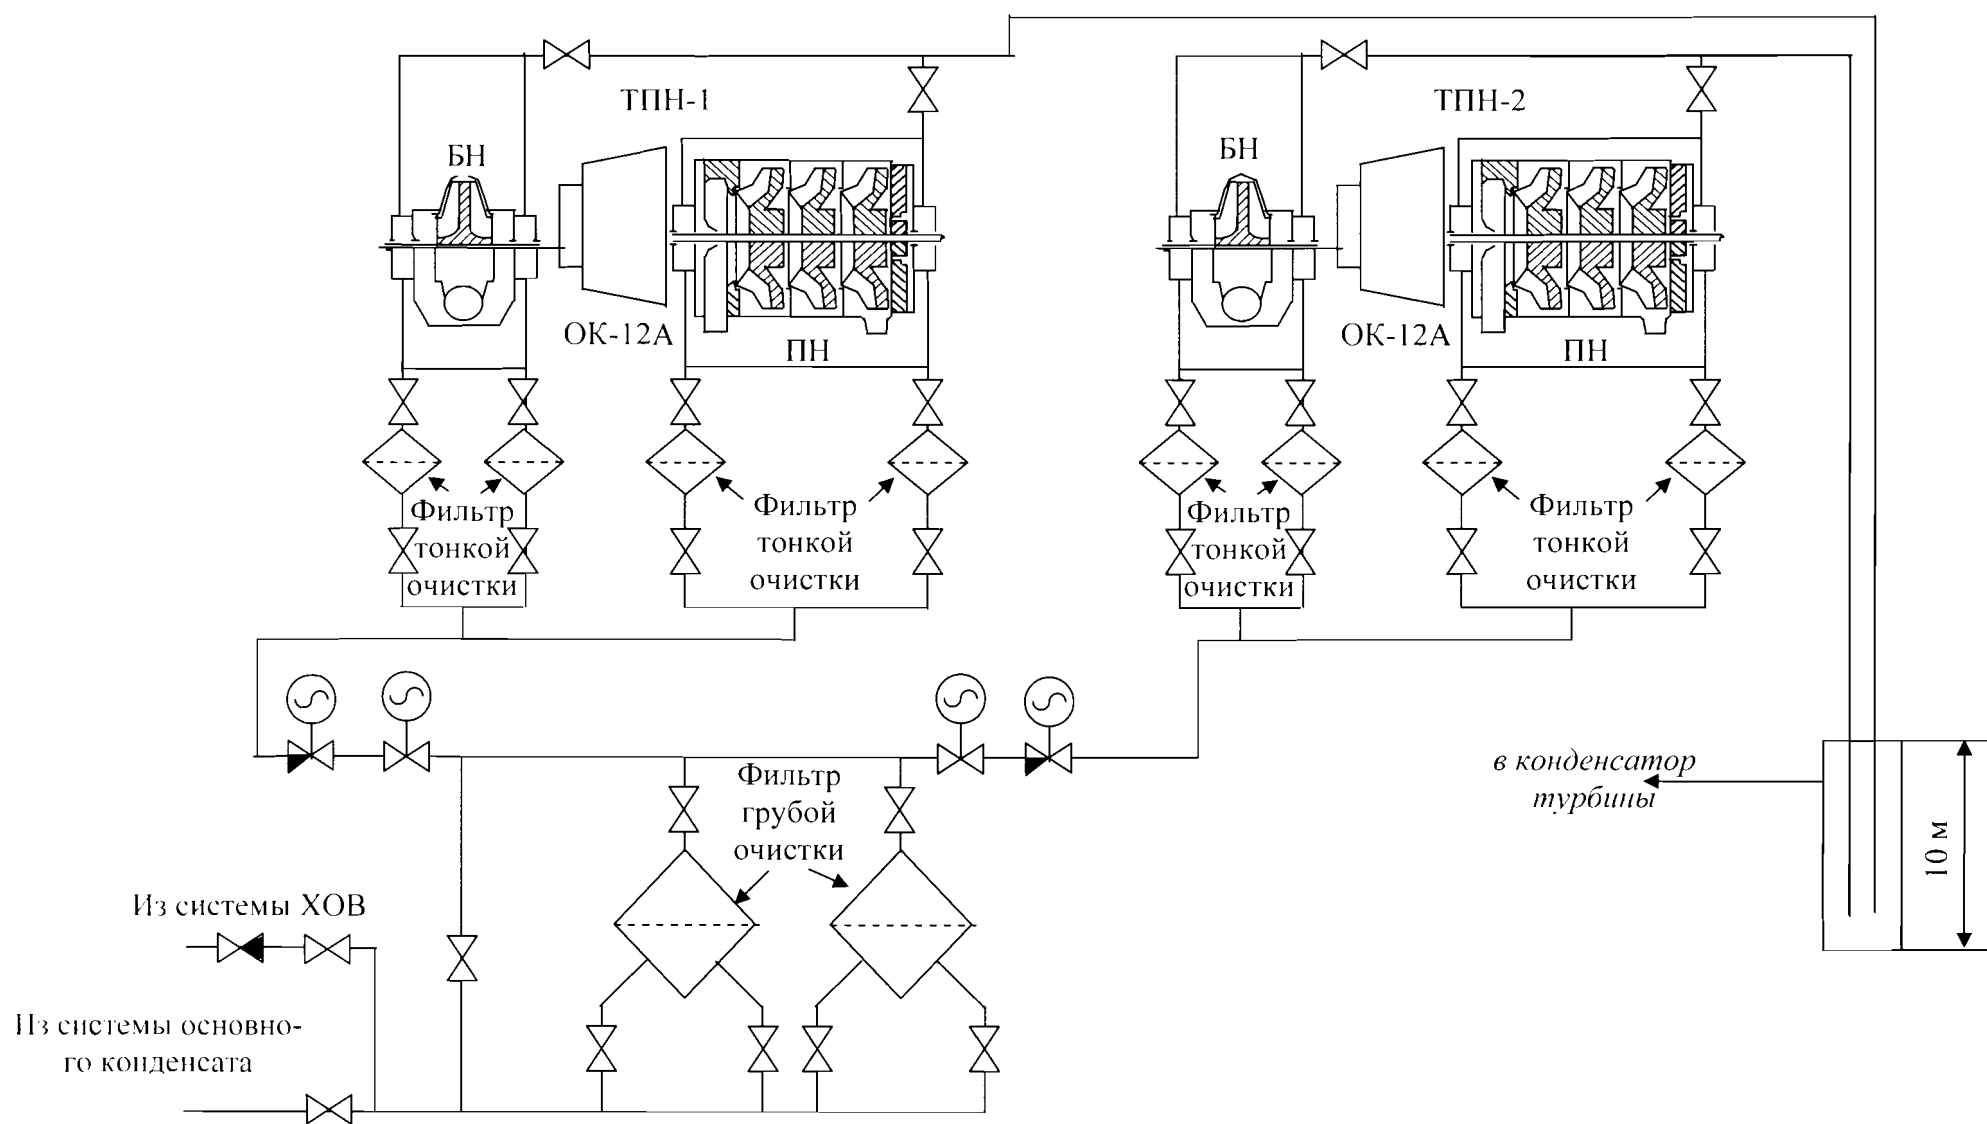 ТПН-1
ТПН-2
БН
БН
ОК-12А
ПН
ОК-12А
ПН
Фильтр
тонкой
очистки
Фильтр
тонкой
очистки
Фильтр
тонкой
очистки
Фильтр
тонкой
очистки
Фильтр
грубой
очистки
в конденсатор
турбины
10 м
Из системы ХОВ
Из системы основно-
го конденсата